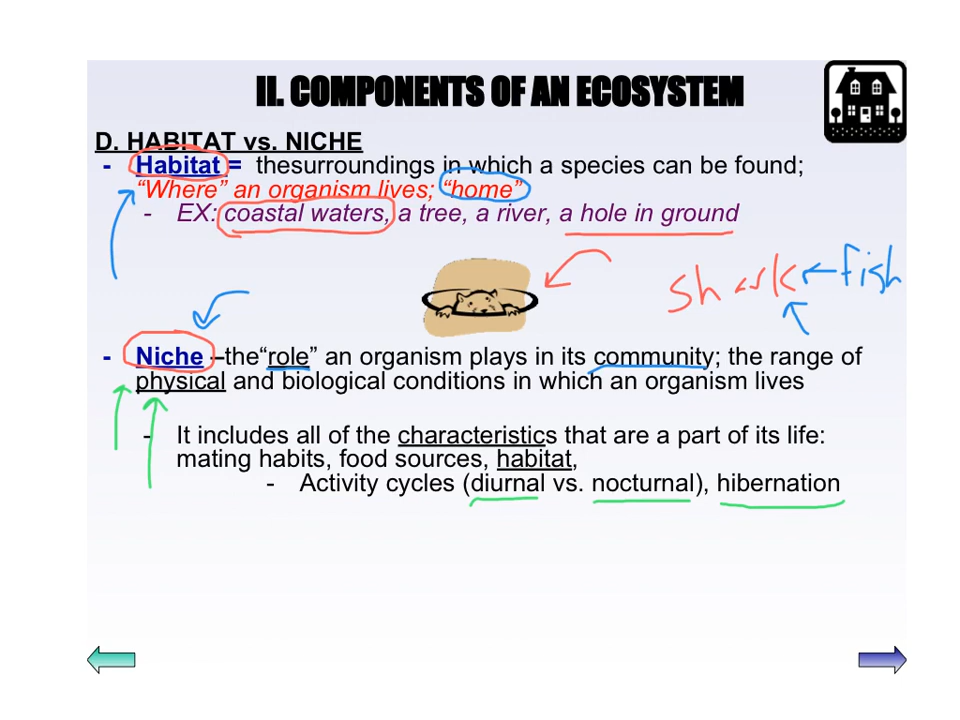 II. COMPONENTS OF AN ECOSYSTEM
D. HABITAT vs. NICHE
- Habitat = thesurroundings in which a species can be found;
“Where” an organism lives; “home”
- EX: coastal waters, a tree, a river, a hole in ground
shark ← fish
- Niche –the“role” an organism plays in its community; the range of
physical and biological conditions in which an organism lives
- It includes all of the characteristics that are a part of its life:
mating habits, food sources, habitat,
- Activity cycles (diurnal vs. nocturnal), hibernation